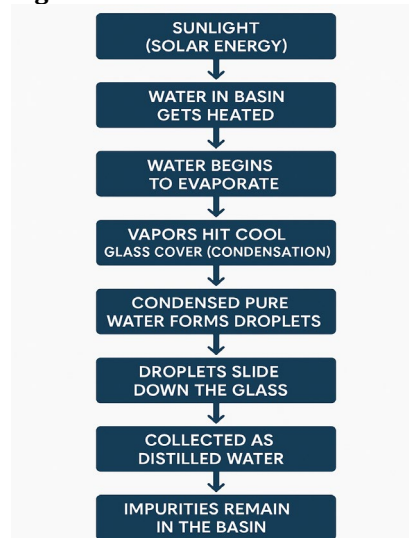 SUNLIGHT
(SOLAR ENERGY)
WATER IN BASIN
GETS HEATED
WATER BEGINS
TO EVAPORATE
VAPORS HIT COOL
GLASS COVER (CONDENSATION)
CONDENSED PURE
WATER FORMS DROPLETS
DROPLETS SLIDE
DOWN THE GLASS
COLLECTED AS
DISTILLED WATER
IMPURITIES REMAIN
IN THE BASIN